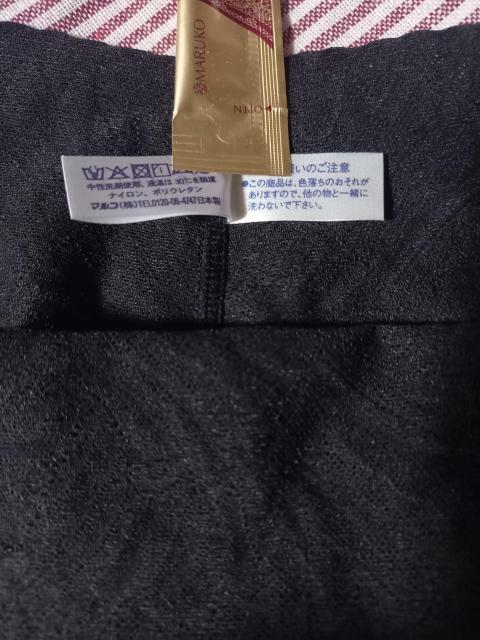 MARUKO
OPEN
中性洗剤使用、液温は30℃を限度
ナイロン、ポリウレタン
マルコ(株)TEL0120-06-4747日本製
扱いのご注意
●この商品は、色落ちのおそれが
ありますので、他の物と一緒に
洗わないで下さい。